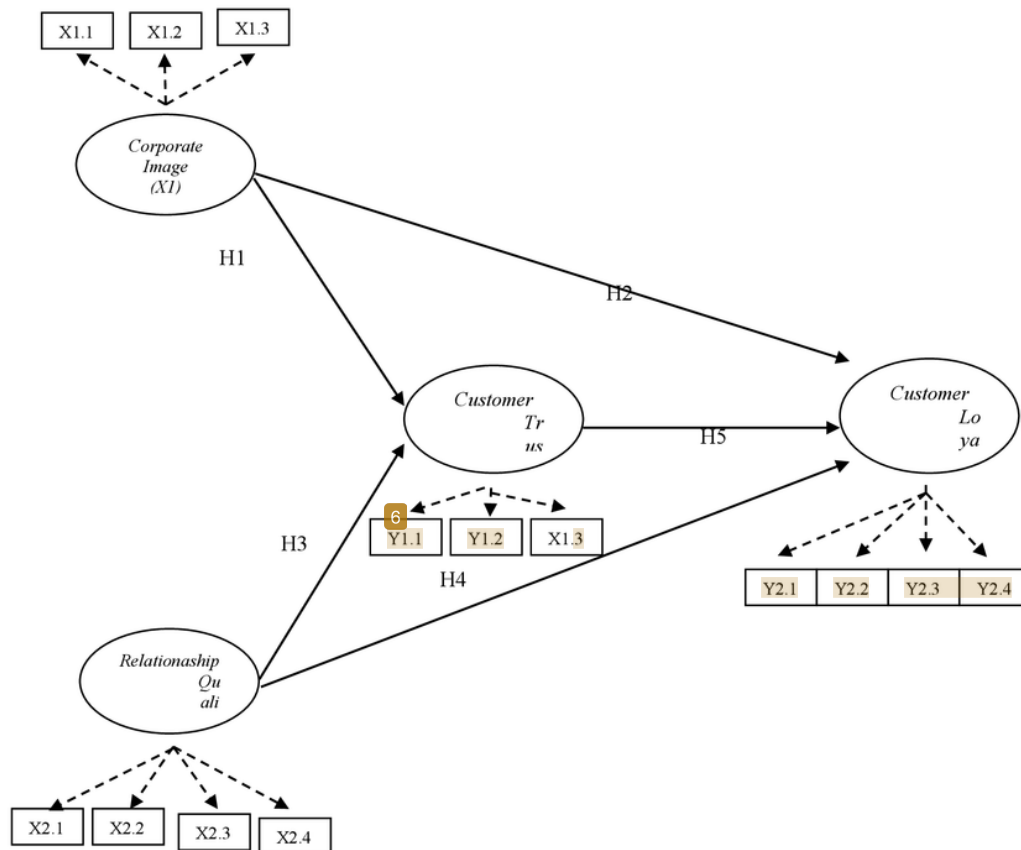 X1.1 X1.2 X1.3
Corporate
Image
(X1)
H1
H2
Customer
Tr
us
Customer
Lo
ya
H5
6
Y1.1 Y1.2 X1.3
H3
H4
Y2.1 Y2.2 Y2.3 Y2.4
Relationaship
Qu
ali
X2.1 X2.2 X2.3 X2.4